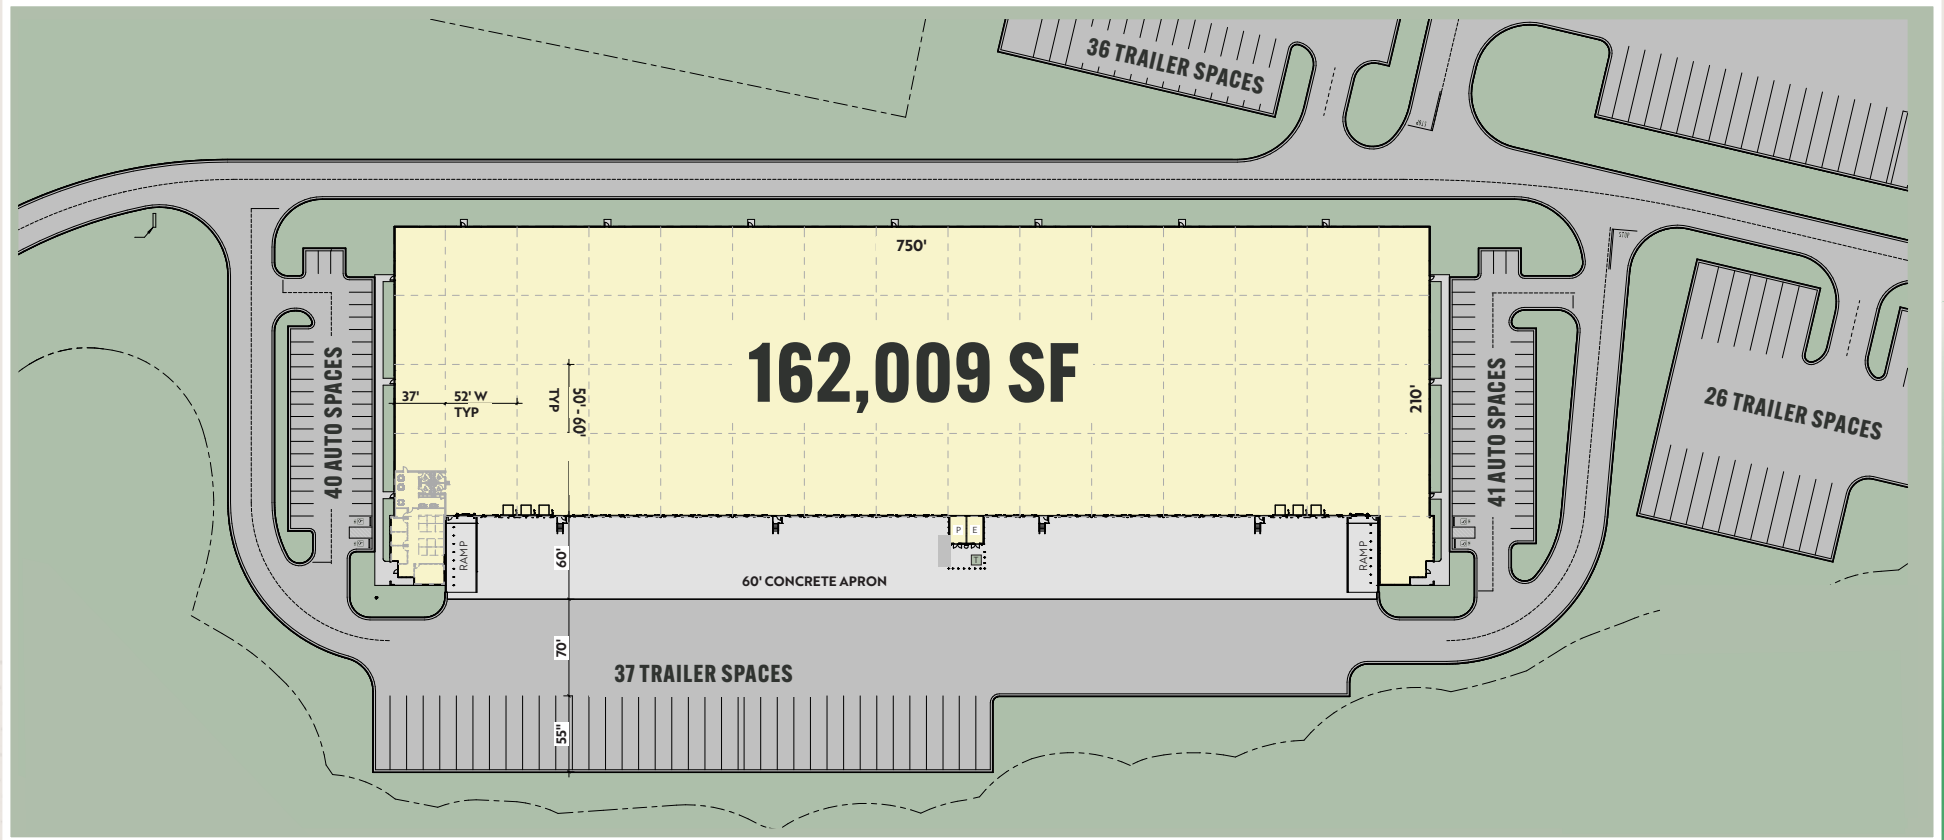 36 TRAILER SPACES
750'
162,009 SF
37'
52' W
TYP
50' - 60'
TYP
210'
40 AUTO SPACES
41 AUTO SPACES
26 TRAILER SPACES
RAMP
P E
T
RAMP
60'
60' CONCRETE APRON
70'
37 TRAILER SPACES
55"